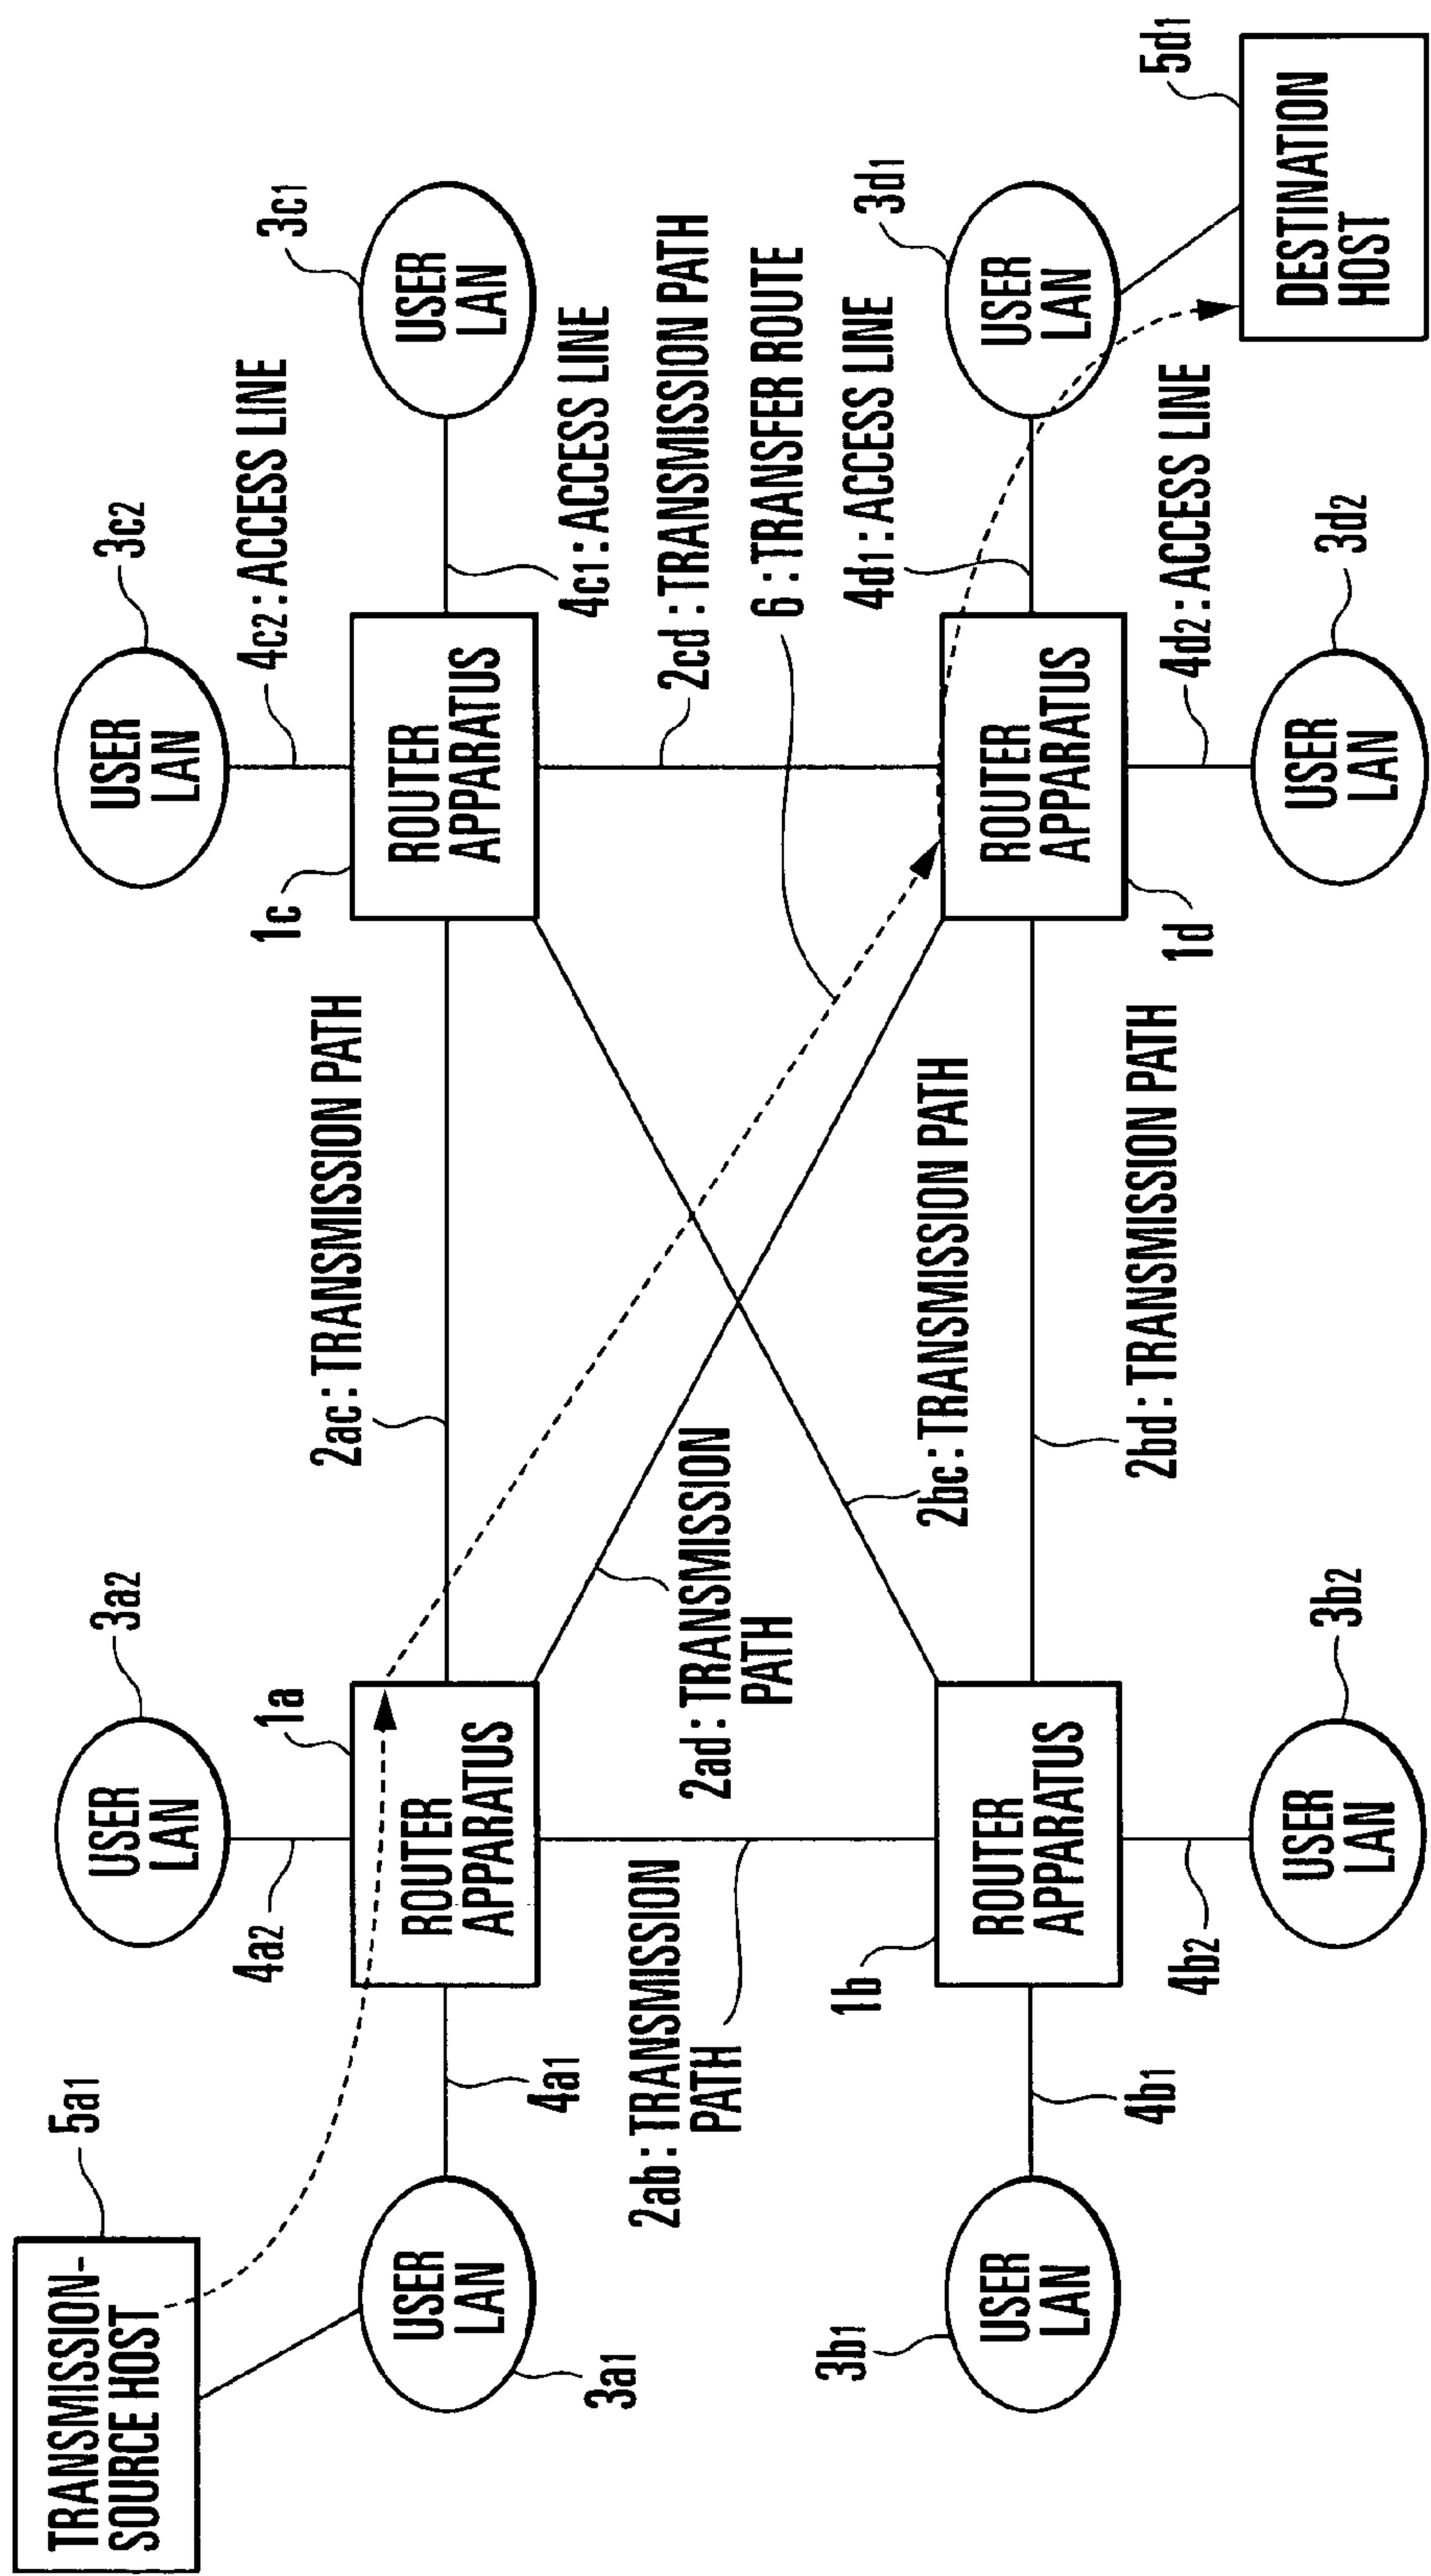 TRANSMISSION-
SOURCE HOST
5a1
USER
LAN
3a2
4a2
1a
ROUTER
APPARATUS
4a1
USER
LAN
3a1
2ac : TRANSMISSION PATH
USER
LAN
3c2
4c2 : ACCESS LINE
1c
ROUTER
APPARATUS
4c1 : ACCESS LINE
USER
LAN
3c1
2ab : TRANSMISSION
PATH
2ad : TRANSMISSION
PATH
2cd : TRANSMISSION PATH
6 : TRANSFER ROUTE
2bc : TRANSMISSION PATH
2bd : TRANSMISSION PATH
1b
ROUTER
APPARATUS
4b1
USER
LAN
3b1
4b2
USER
LAN
3b2
1d
ROUTER
APPARATUS
4d1 : ACCESS LINE
USER
LAN
3d1
4d2 : ACCESS LINE
USER
LAN
3d2
5d1
DESTINATION
HOST